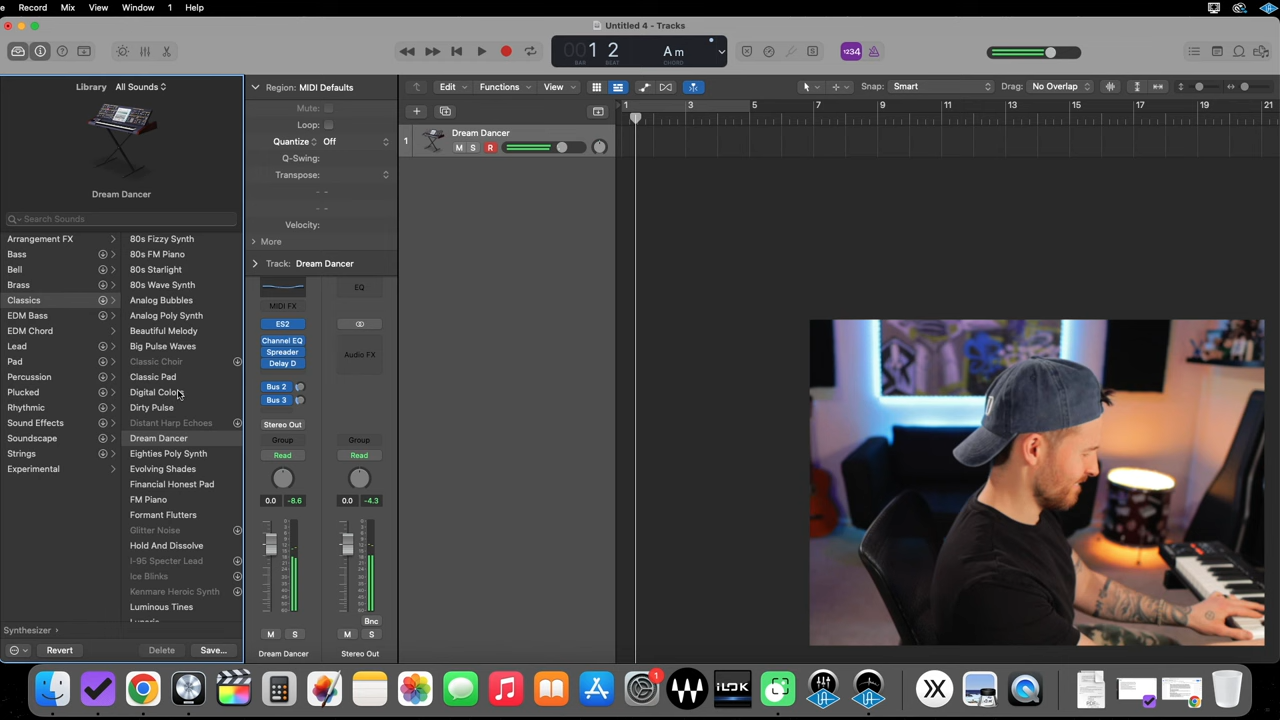 e Record Mix View Window 1 Help
Untitled 4 - Tracks
001 2 Am
BAR BEAT CHORD
1234
Library All Sounds
Region: MIDI Defaults
Edit Functions View
Snap: Smart
Drag: No Overlap
Mute:
Loop:
Quantize Off
Q-Swing:
Transpose:
Velocity:
More
Track: Dream Dancer
1 3 5 7 9 11 13 15 17 19 21
1 Dream Dancer
M S R
Dream Dancer
Search Sounds
Arrangement FX
Bass
Bell
Brass
Classics
EDM Bass
EDM Chord
Lead
Pad
Percussion
Plucked
Rhythmic
Sound Effects
Soundscape
Strings
Experimental
80s Fizzy Synth
80s FM Piano
80s Starlight
80s Wave Synth
Analog Bubbles
Analog Poly Synth
Beautiful Melody
Big Pulse Waves
Classic Choir
Classic Pad
Digital Colors
Dirty Pulse
Distant Harp Echoes
Dream Dancer
Eighties Poly Synth
Evolving Shades
Financial Honest Pad
FM Piano
Formant Flutters
Glitter Noise
Hold And Dissolve
I-95 Specter Lead
Ice Blinks
Kenmare Heroic Synth
Luminous Tines
Synthesizer
Revert Delete Save...
MIDI FX
ES2
Channel EQ
Spreader
Delay D
Bus 2
Bus 3
Stereo Out
Group
Read
0.0 -8.6
M S
Dream Dancer
EQ
Audio FX
Group
Read
0.0 -4.3
Bnc
M S
Stereo Out
1
iLOK